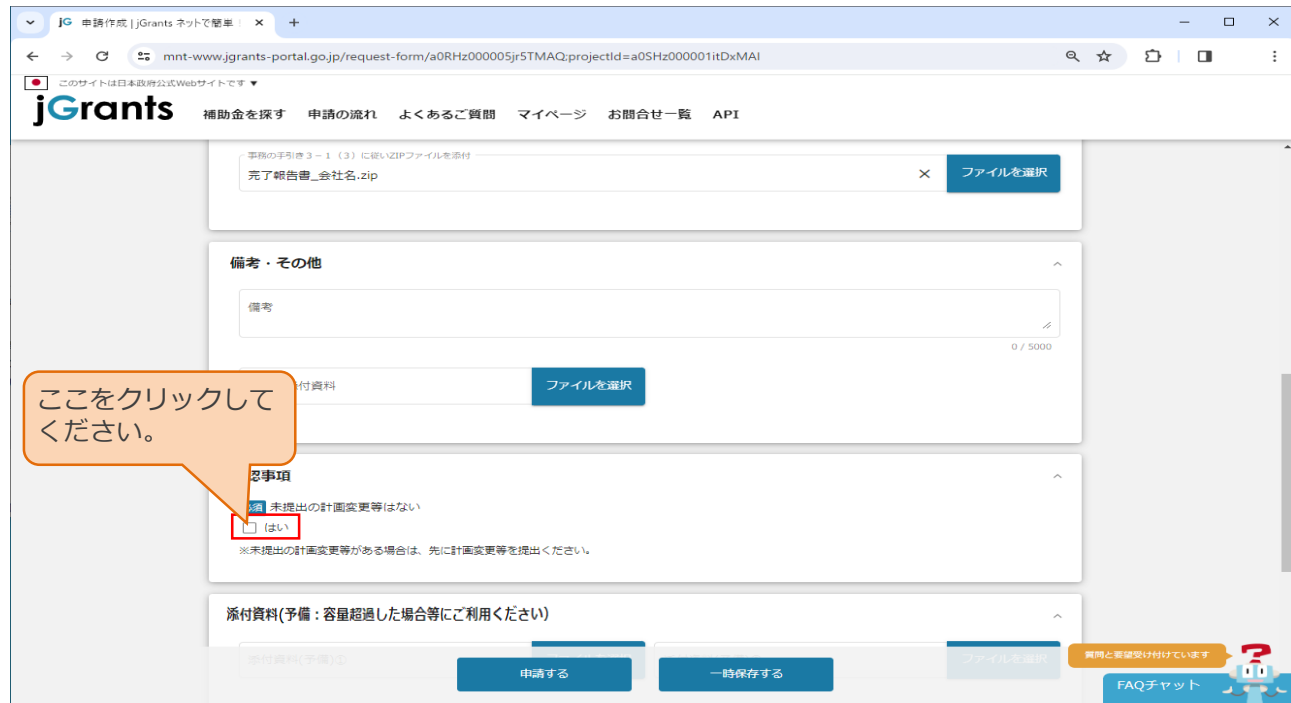 jG 申請作成 | jGrants ネットで簡単
mnt-www.jgrants-portal.go.jp/request-form/a0RHz000005jr5TMAQ;projectId=a0SHz000001itDxMAI
このサイトは日本政府公式Webサイトです ▼
jGrants 補助金を探す 申請の流れ よくあるご質問 マイページ お問合せ一覧 API
事務の手引き3-1(3)に従いZIPファイルを添付
完了報告書_会社名.zip
ファイルを選択
備考・その他
備考
0 / 5000
付資料
ファイルを選択
ここをクリックして
ください。
認事項
須 未提出の計画変更等はない
はい
※未提出の計画変更等がある場合は、先に計画変更等を提出ください。
添付資料(予備:容量超過した場合等にご利用ください)
添付資料(予備)①
ファイルを選択
申請する
一時保存する
質問と要望受け付けています
FAQチャット